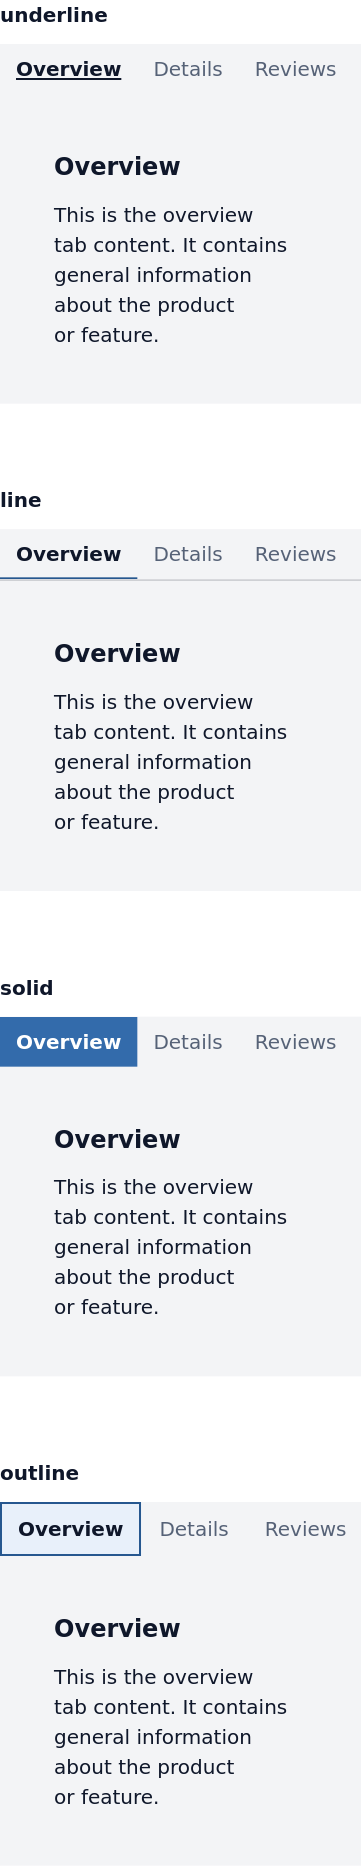 underline
Overview Details Reviews
Overview
This is the overview
tab content. It contains
general information
about the product
or feature.
line
Overview Details Reviews
Overview
This is the overview
tab content. It contains
general information
about the product
or feature.
solid
Overview Details Reviews
Overview
This is the overview
tab content. It contains
general information
about the product
or feature.
outline
Overview Details Reviews
Overview
This is the overview
tab content. It contains
general information
about the product
or feature.